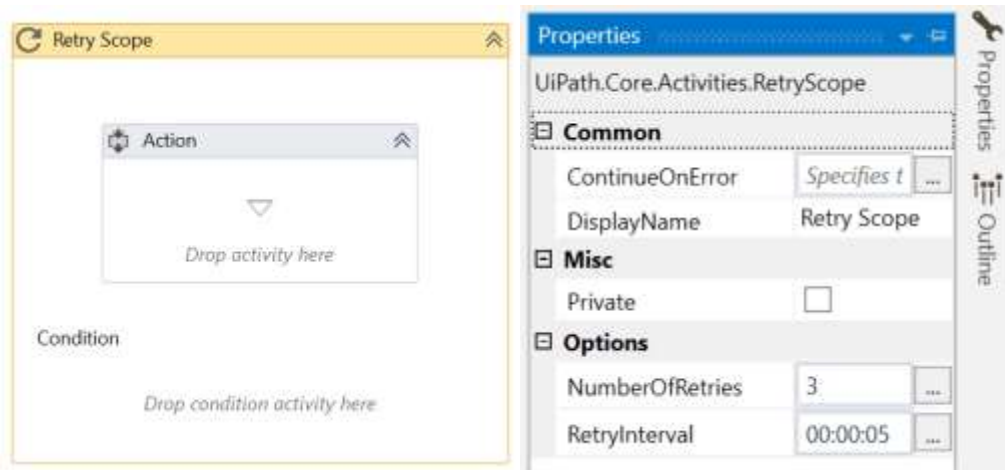 Retry Scope
Action
Drop activity here
Condition
Drop condition activity here
Properties
UiPath.Core.Activities.RetryScope
Common
ContinueOnError Specifies t ...
DisplayName Retry Scope
Misc
Private
Options
NumberOfRetries 3 ...
RetryInterval 00:00:05 ...
Properties
Outline